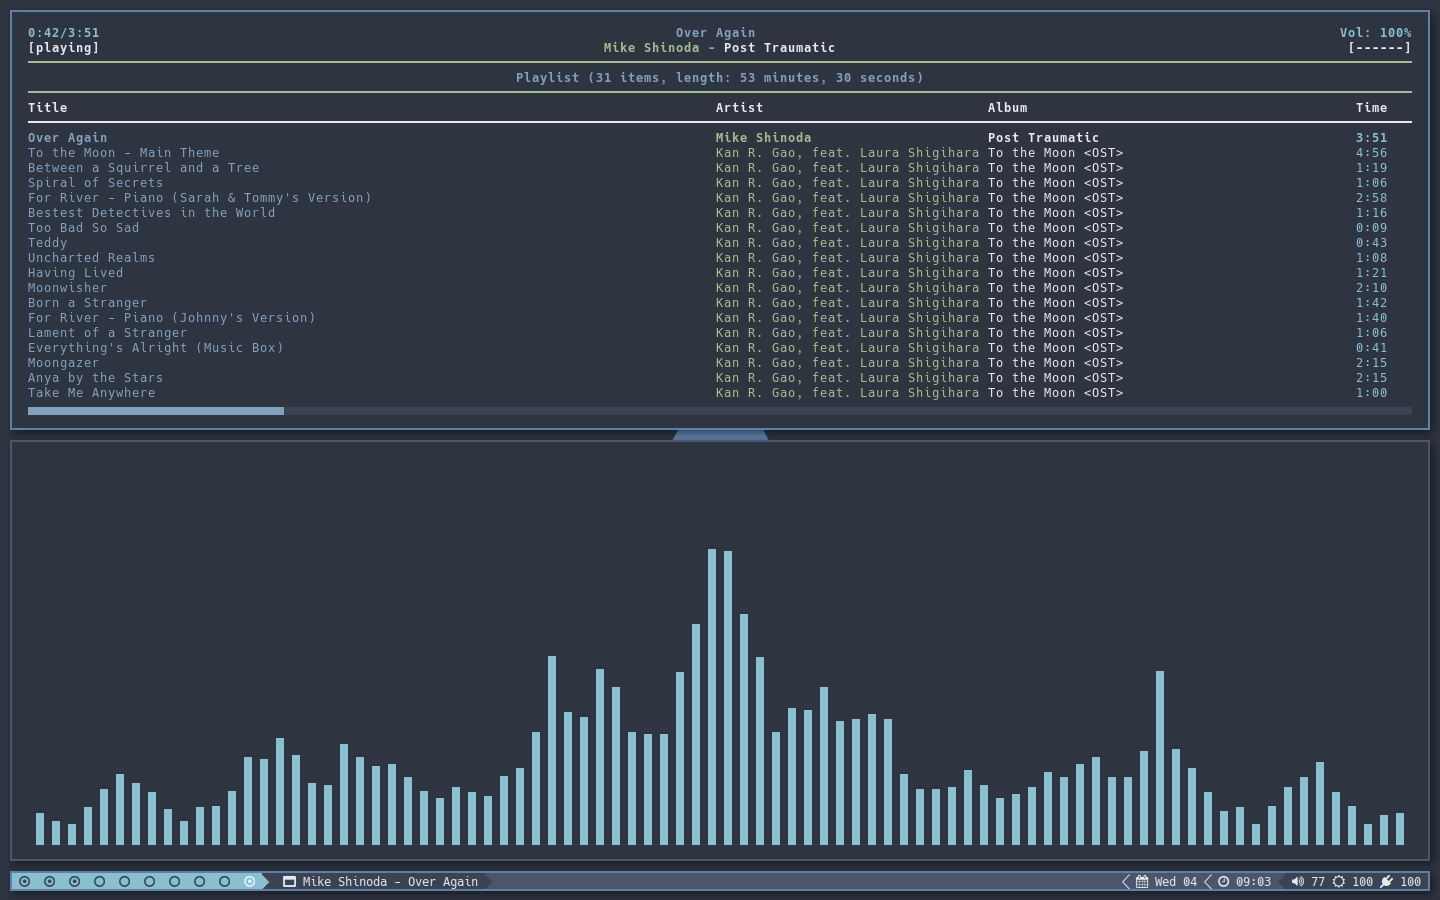 0:42/3:51 Over Again Vol: 100%
[playing] Mike Shinoda - Post Traumatic [------]
Playlist (31 items, length: 53 minutes, 30 seconds)
Title Artist Album Time
Over Again Mike Shinoda Post Traumatic 3:51
To the Moon - Main Theme Kan R. Gao, feat. Laura Shigihara To the Moon <OST> 4:56
Between a Squirrel and a Tree Kan R. Gao, feat. Laura Shigihara To the Moon <OST> 1:19
Spiral of Secrets Kan R. Gao, feat. Laura Shigihara To the Moon <OST> 1:06
For River - Piano (Sarah & Tommy's Version) Kan R. Gao, feat. Laura Shigihara To the Moon <OST> 2:58
Bestest Detectives in the World Kan R. Gao, feat. Laura Shigihara To the Moon <OST> 1:16
Too Bad So Sad Kan R. Gao, feat. Laura Shigihara To the Moon <OST> 0:09
Teddy Kan R. Gao, feat. Laura Shigihara To the Moon <OST> 0:43
Uncharted Realms Kan R. Gao, feat. Laura Shigihara To the Moon <OST> 1:08
Having Lived Kan R. Gao, feat. Laura Shigihara To the Moon <OST> 1:21
Moonwisher Kan R. Gao, feat. Laura Shigihara To the Moon <OST> 2:10
Born a Stranger Kan R. Gao, feat. Laura Shigihara To the Moon <OST> 1:42
For River - Piano (Johnny's Version) Kan R. Gao, feat. Laura Shigihara To the Moon <OST> 1:40
Lament of a Stranger Kan R. Gao, feat. Laura Shigihara To the Moon <OST> 1:06
Everything's Alright (Music Box) Kan R. Gao, feat. Laura Shigihara To the Moon <OST> 0:41
Moongazer Kan R. Gao, feat. Laura Shigihara To the Moon <OST> 2:15
Anya by the Stars Kan R. Gao, feat. Laura Shigihara To the Moon <OST> 2:15
Take Me Anywhere Kan R. Gao, feat. Laura Shigihara To the Moon <OST> 1:00
Mike Shinoda - Over Again Wed 04 09:03 77 100 100